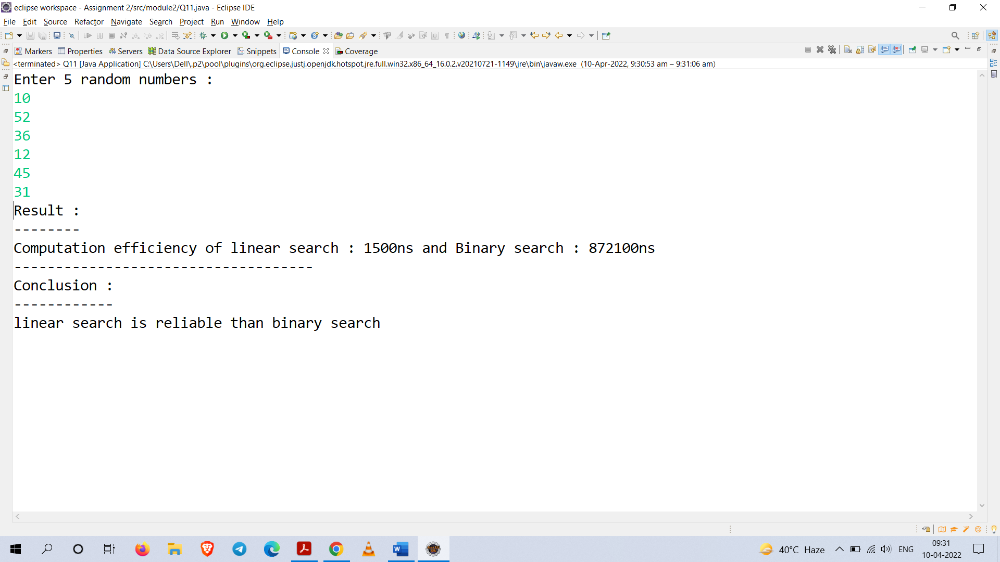 eclipse workspace - Assignment 2/src/module2/Q11.java - Eclipse IDE
File Edit Source Refactor Navigate Search Project Run Window Help
Markers Properties Servers Data Source Explorer Snippets Console Coverage
<terminated> Q11 [Java Application] C:\Users\Dell\.p2\pool\plugins\org.eclipse.justj.openjdk.hotspot.jre.full.win32.x86_64_16.0.2.v20210721-1149\jre\bin\javaw.exe (10-Apr-2022, 9:30:53 am – 9:31:06 am)
Enter 5 random numbers :
10
52
36
12
45
31
Result :
--------
Computation efficiency of linear search : 1500ns and Binary search : 872100ns
------------------------------------
Conclusion :
------------
linear search is reliable than binary search
40°C Haze
ENG
09:31
10-04-2022